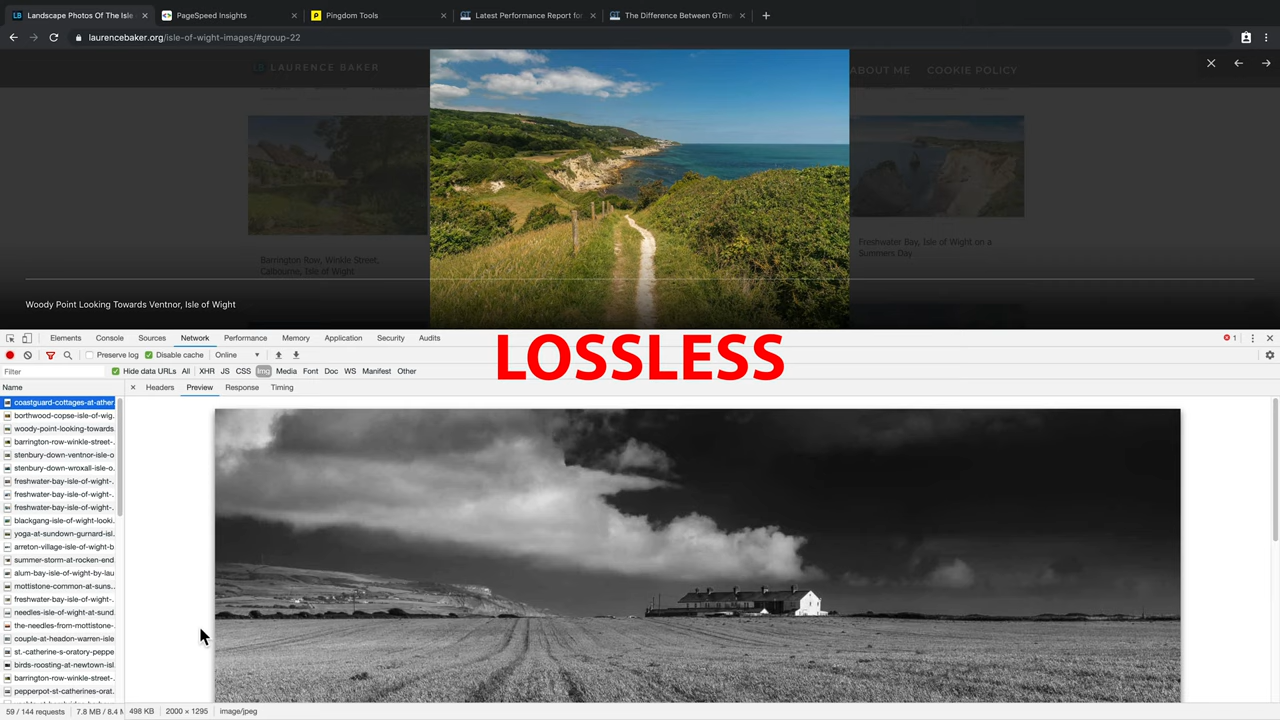 Landscape Photos Of The Isle
PageSpeed Insights
Pingdom Tools
Latest Performance Report for
The Difference Between GTme
laurencebaker.org/isle-of-wight-images/#group-22
LB LAURENCE BAKER
ABOUT ME COOKIE POLICY
Barrington Row, Winkle Street,
Calbourne, Isle of Wight
Freshwater Bay, Isle of Wight on a
Summers Day
Woody Point Looking Towards Ventnor, Isle of Wight
Elements Console Sources Network Performance Memory Application Security Audits 1
LOSSLESS
Preserve log Disable cache Online
Filter Hide data URLs All XHR JS CSS Img Media Font Doc WS Manifest Other
Name Headers Preview Response Timing
coastguard-cottages-at-ather
borthwood-copse-isle-of-wig.
woody-point-looking-towards
barrington-row-winkle-street-.
stenbury-down-ventnor-isle-o
stenbury-down-wroxall-isle-o.
freshwater-bay-isle-of-wight-.
freshwater-bay-isle-of-wight-.
freshwater-bay-isle-of-wight-.
blackgang-isle-of-wight-looki.
yoga-at-sundown-gurnard-isl.
arreton-village-isle-of-wight-b
summer-storm-at-rocken-end
alum-bay-isle-of-wight-by-lau
mottistone-common-at-suns..
freshwater-bay-isle-of-wight-.
needles-isle-of-wight-at-sund
the-needles-from-mottistone-.
couple-at-headon-warren-isle
st.-catherine-s-oratory-peppe
birds-roosting-at-newtown-isl
barrington-row-winkle-street-.
pepperpot-st-catherines-orat.
59 / 144 requests 7.8 MB / 8.4 M 498 KB 2000 × 1295 image/jpeg